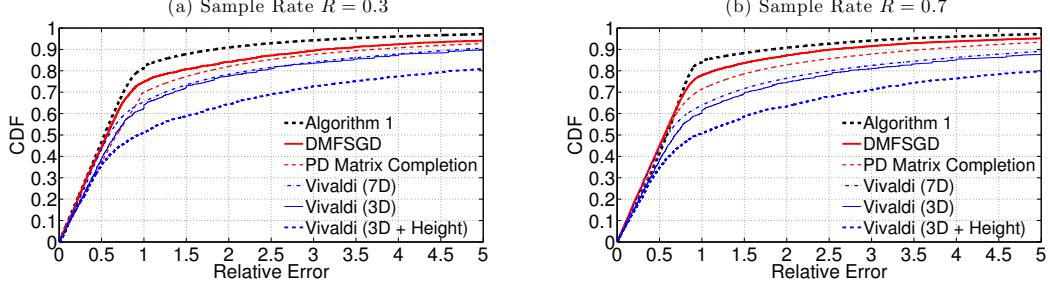 (a) Sample Rate R = 0.3
1
0.9
0.8
0.7
0.6
0.5
0.4
0.3
0.2
0.1
0
CDF
Algorithm 1
DMFSGD
PD Matrix Completion
Vivaldi (7D)
Vivaldi (3D)
Vivaldi (3D + Height)
0 0.5 1 1.5 2 2.5 3 3.5 4 4.5 5
Relative Error
(b) Sample Rate R = 0.7
1
0.9
0.8
0.7
0.6
0.5
0.4
0.3
0.2
0.1
0
CDF
Algorithm 1
DMFSGD
PD Matrix Completion
Vivaldi (7D)
Vivaldi (3D)
Vivaldi (3D + Height)
0 0.5 1 1.5 2 2.5 3 3.5 4 4.5 5
Relative Error